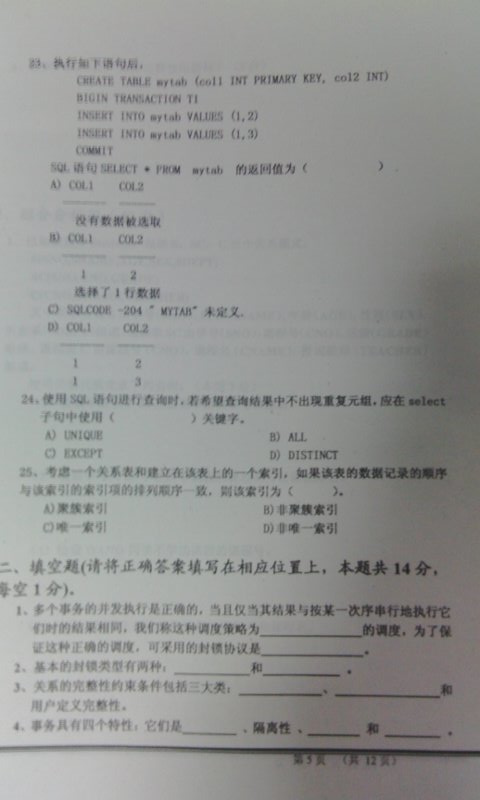 23、执行如下语句后，
CREATE TABLE mytab (col1 INT PRIMARY KEY, col2 INT)
BIGIN TRANSACTION T1
INSERT INTO mytab VALUES (1,2)
INSERT INTO mytab VALUES (1,3)
COMMIT
SQL 语句 SELECT * FROM mytab 的返回值为（ ）
A) COL1 COL2
没有数据被选取
B) COL1 COL2
1 2
选择了 1 行数据
C) SQLCODE -204 " MYTAB" 未定义.
D) COL1 COL2
1 2
1 3
24、使用 SQL 语句进行查询时，若希望查询结果中不出现重复元组，应在 select
子句中使用（ ）关键字。
A) UNIQUE B) ALL
C) EXCEPT D) DISTINCT
25、考虑一个关系表和建立在该表上的一个索引，如果该表的数据记录的顺序
与该索引的索引项的排列顺序一致，则该索引为（ ）。
A)聚簇索引 B)非聚簇索引
C)唯一索引 D)非唯一索引
二、填空题(请将正确答案填写在相应位置上，本题共 14 分，
每空 1 分)。
1、多个事务的并发执行是正确的，当且仅当其结果与按某一次序串行地执行它
们时的结果相同，我们称这种调度策略为____________的调度，为了保
证这种正确的调度，可采用的封锁协议是____________。
2、基本的封锁类型有两种：____________和____________。
3、关系的完整性约束条件包括三大类：____________、____________和
用户定义完整性。
4、事务具有四个特性：它们是________、隔离性、________和________。
第 5 页 （共 12 页）